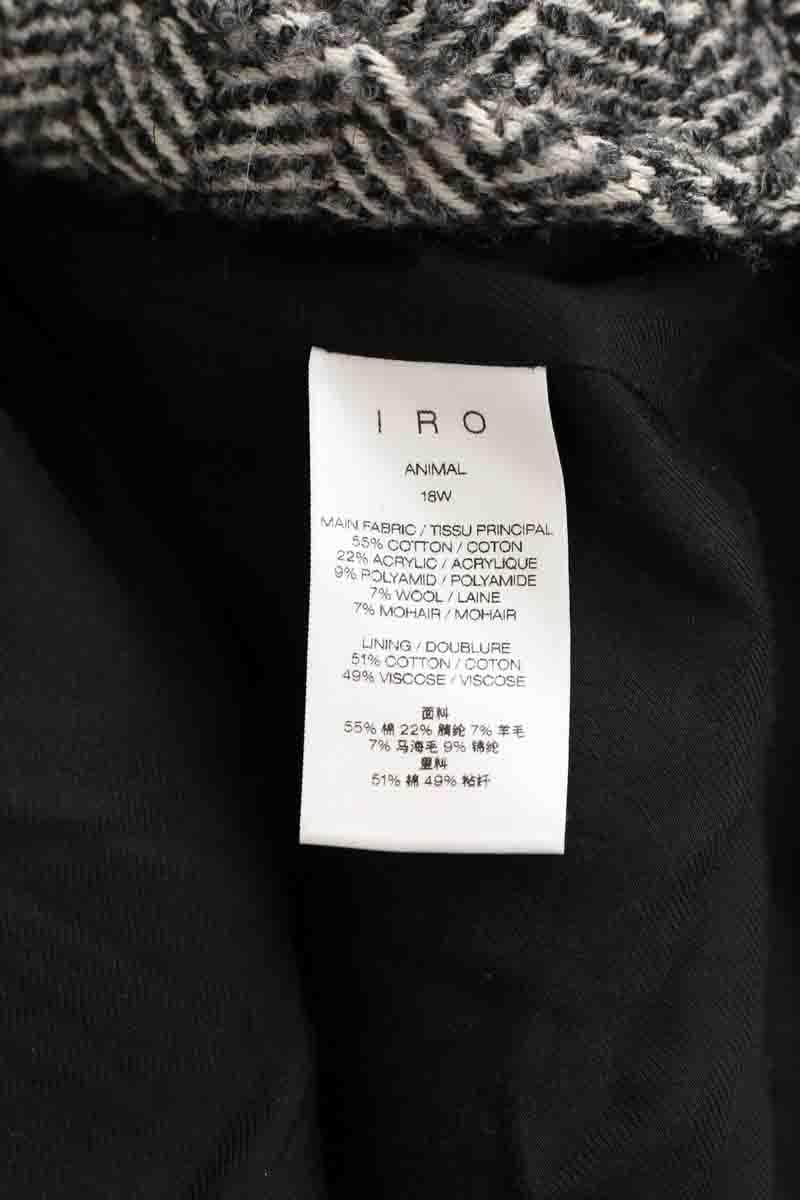 IRO
ANIMAL
18W
MAIN FABRIC / TISSU PRINCIPAL
55% COTTON / COTON
22% ACRYLIC / ACRYLIQUE
9% POLYAMID / POLYAMIDE
7% WOOL / LAINE
7% MOHAIR / MOHAIR
LINING / DOUBLURE
51% COTTON / COTON
49% VISCOSE / VISCOSE
面料
55% 棉 22% 腈纶 7% 羊毛
7% 马海毛 9% 锦纶
里料
51% 棉 49% 粘纤